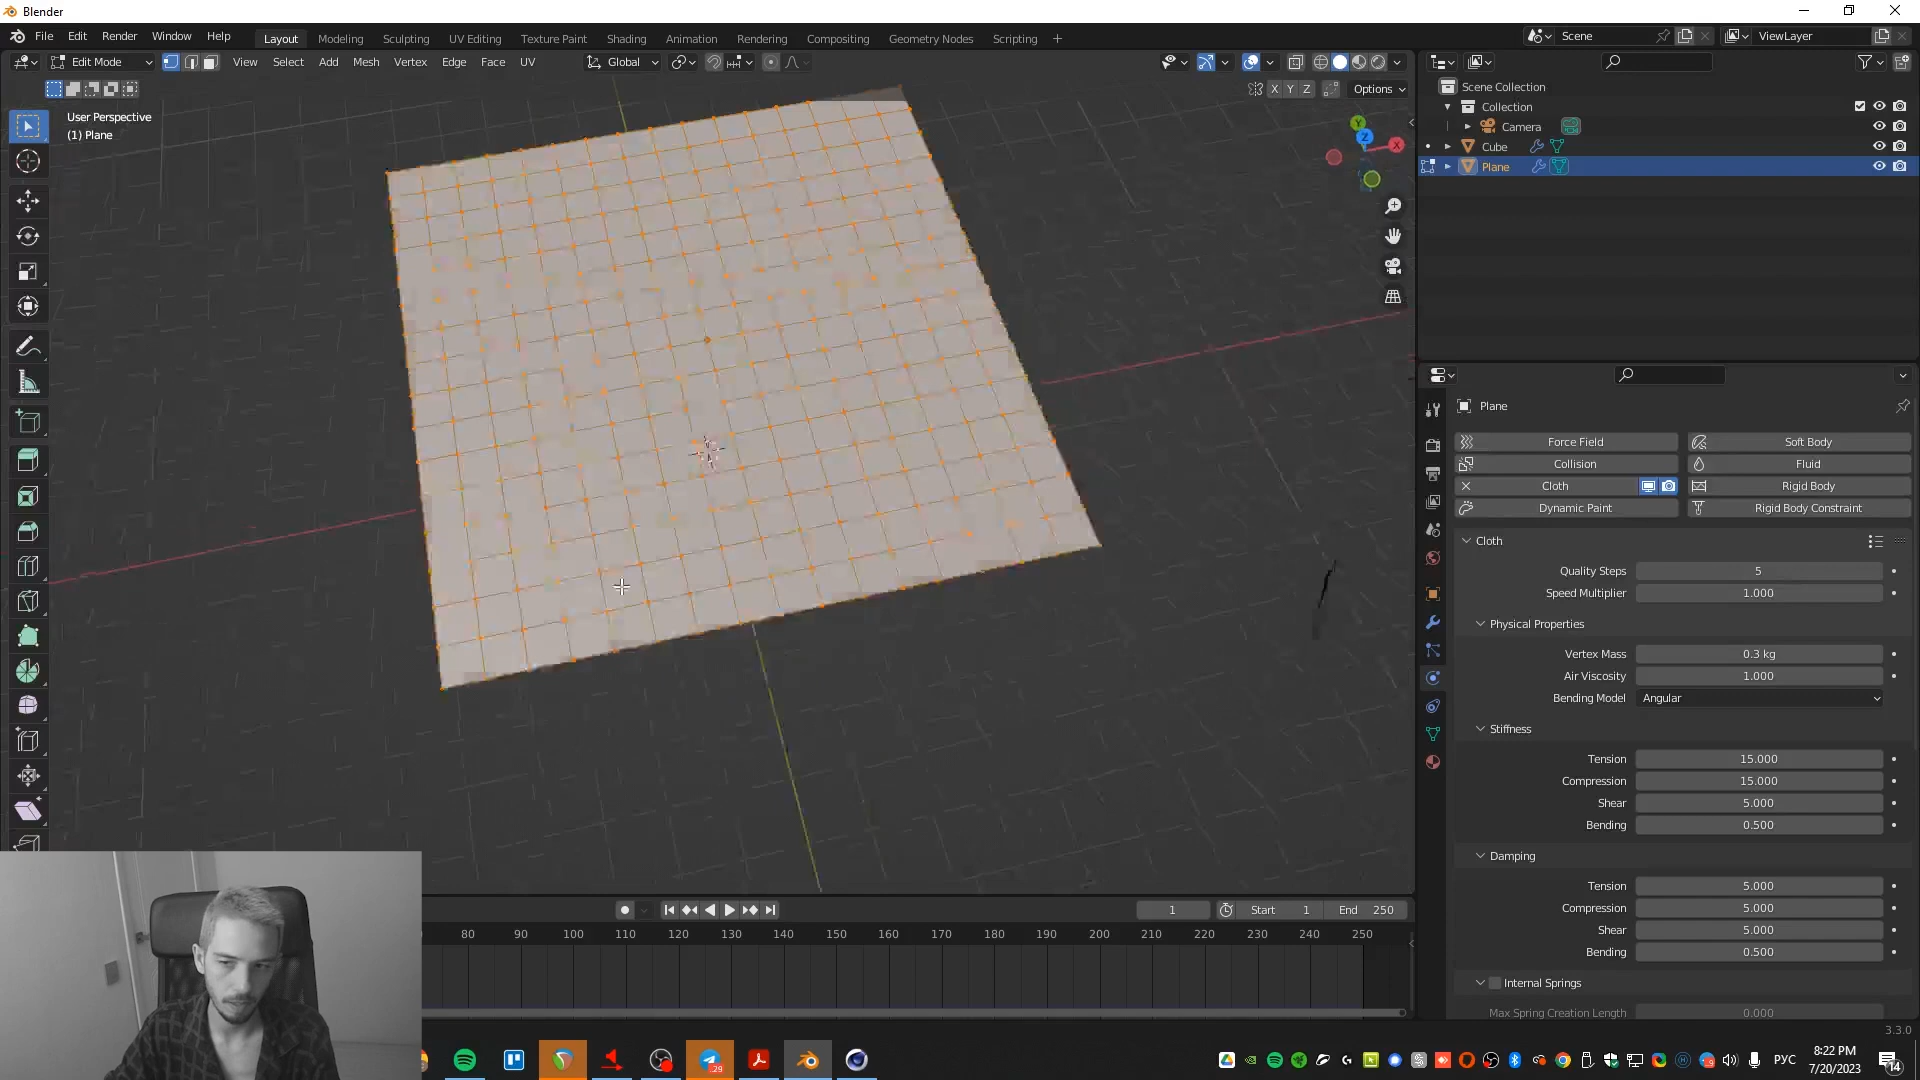 Blender
File Edit Render Window Help
Layout Modeling Sculpting UV Editing Texture Paint Shading Animation Rendering Compositing Geometry Nodes Scripting
Scene
ViewLayer
Edit Mode
View Select Add Mesh Vertex Edge Face UV
Global
X Y Z
Options
User Perspective
(1) Plane
Y
Z
X
Scene Collection
Collection
Camera
Cube
Plane
Plane
Force Field
Soft Body
Collision
Fluid
Cloth
Rigid Body
Dynamic Paint
Rigid Body Constraint
Cloth
Quality Steps 5
Speed Multiplier 1.000
Physical Properties
Vertex Mass 0.3 kg
Air Viscosity 1.000
Bending Model Angular
Stiffness
Tension 15.000
Compression 15.000
Shear 5.000
Bending 0.500
Damping
Tension 5.000
Compression 5.000
Shear 5.000
Bending 0.500
Internal Springs
Max Spring Creation Length 0.000
1
Start 1
End 250
80 90 100 110 120 130 140 150 160 170 180 190 200 210 220 230 240 250
3.3.0
29
РУС
8:22 PM
7/20/2023
14